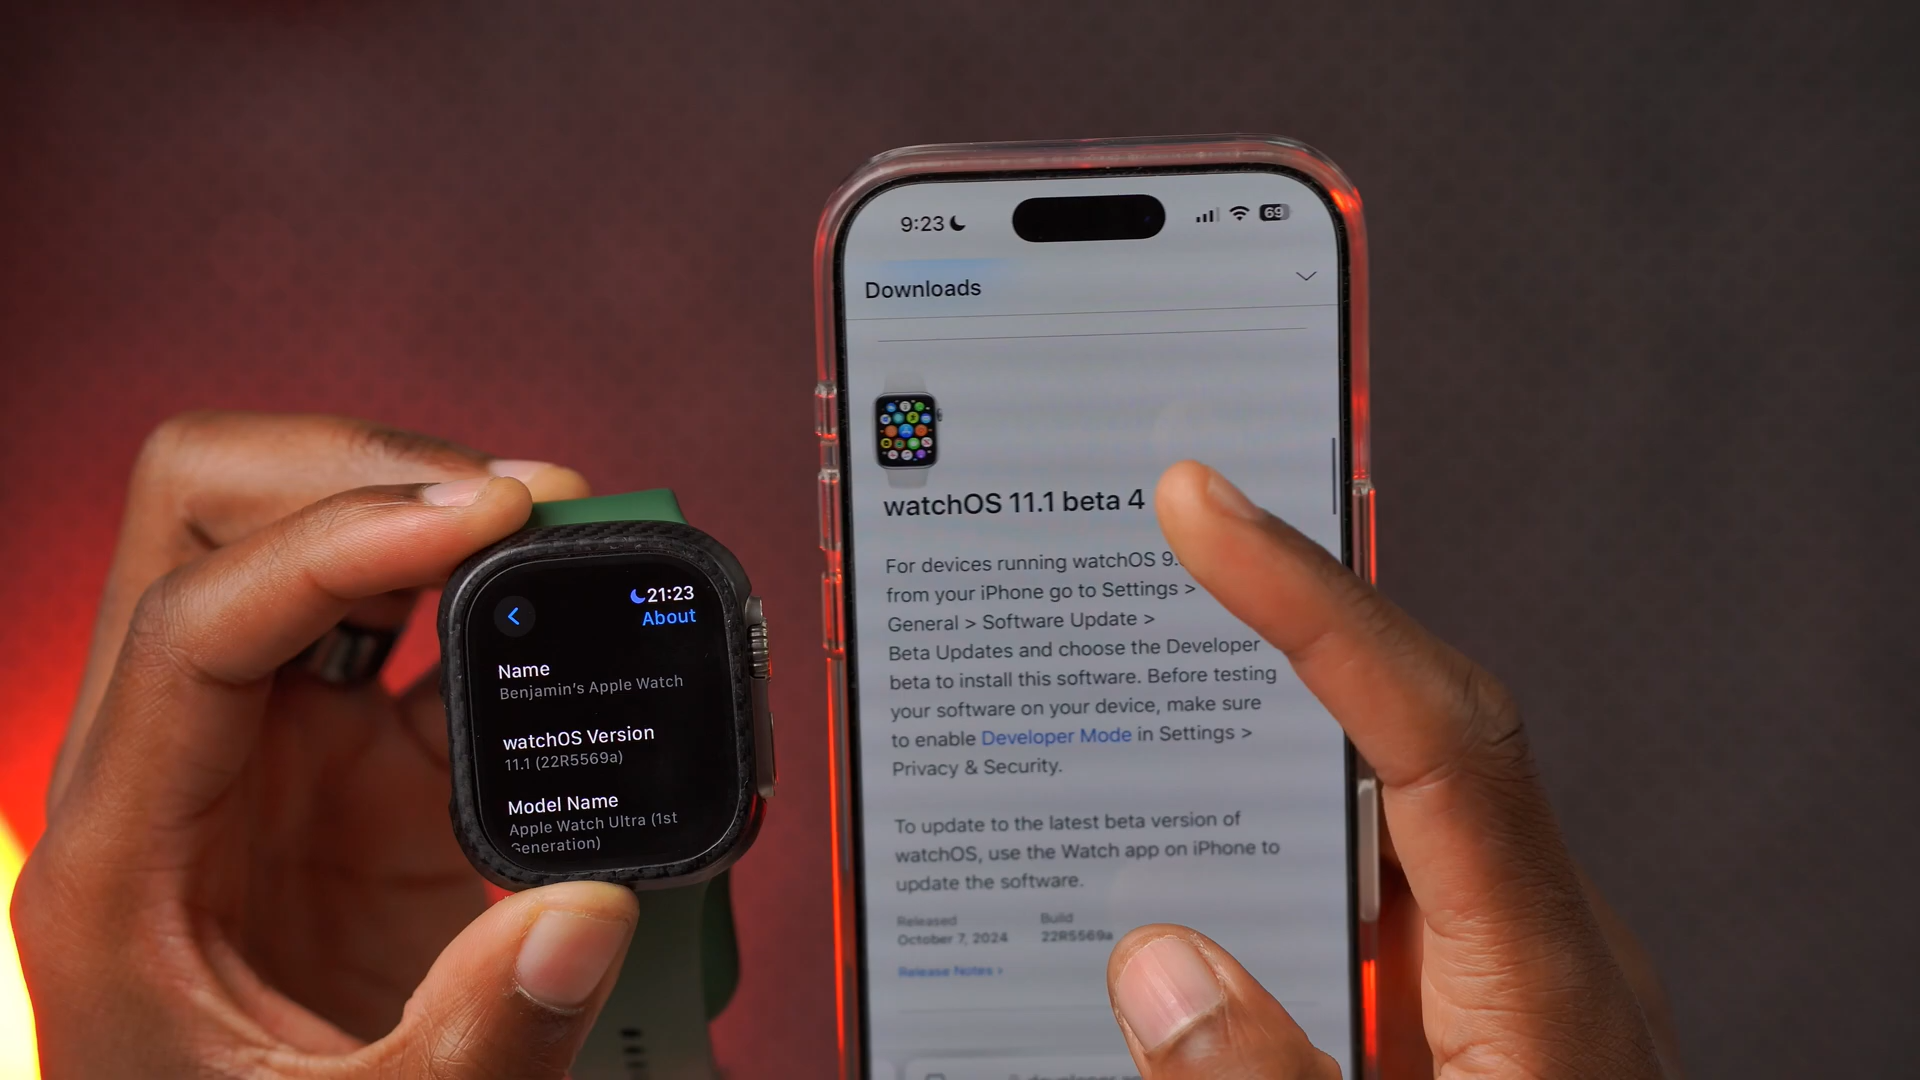 21:23
About
Name
Benjamin's Apple Watch
watchOS Version
11.1 (22R5569a)
Model Name
Apple Watch Ultra (1st
Generation)
9:23
69
Downloads
watchOS 11.1 beta 4
For devices running watchOS 9.
from your iPhone go to Settings >
General > Software Update >
Beta Updates and choose the Developer
beta to install this software. Before testing
your software on your device, make sure
to enable Developer Mode in Settings >
Privacy & Security.
To update to the latest beta version of
watchOS, use the Watch app on iPhone to
update the software.
Released
Build
October 7, 2024
22R5569a
Release Notes >